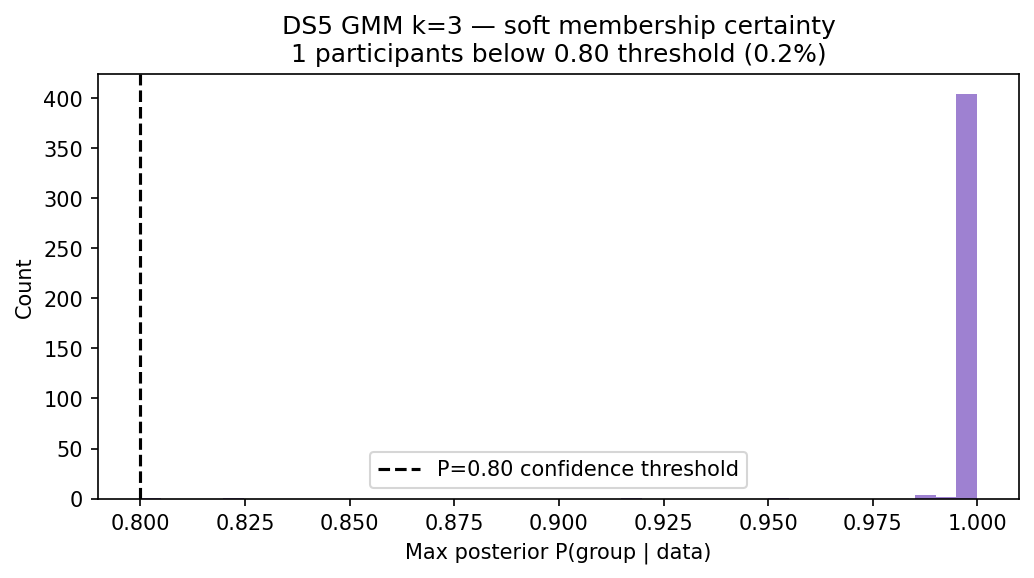 DS5 GMM k=3 — soft membership certainty
1 participants below 0.80 threshold (0.2%)
Count
400
350
300
250
200
150
100
50
0
P=0.80 confidence threshold
0.800 0.825 0.850 0.875 0.900 0.925 0.950 0.975 1.000
Max posterior P(group | data)